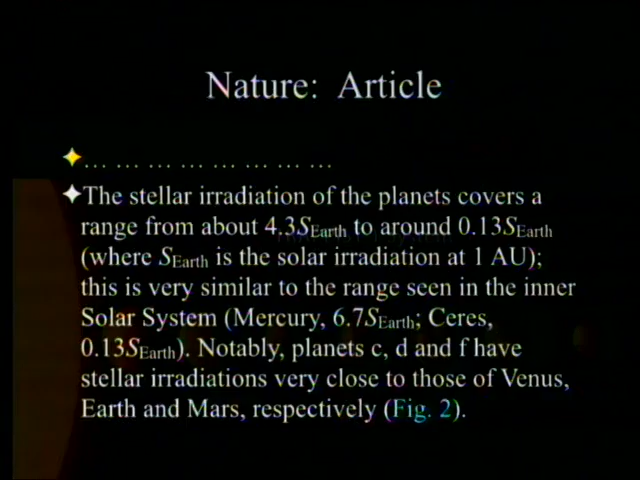 Nature: Article
… … … … … … … …
The stellar irradiation of the planets covers a
range from about 4.3SEarth to around 0.13SEarth
(where SEarth is the solar irradiation at 1 AU);
this is very similar to the range seen in the inner
Solar System (Mercury, 6.7SEarth; Ceres,
0.13SEarth). Notably, planets c, d and f have
stellar irradiations very close to those of Venus,
Earth and Mars, respectively (Fig. 2).